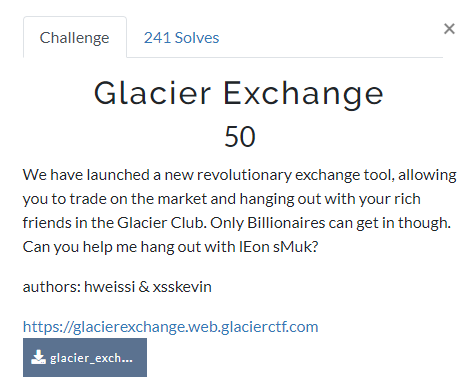 Challenge
241 Solves
×
Glacier Exchange
50
We have launched a new revolutionary exchange tool, allowing
you to trade on the market and hanging out with your rich
friends in the Glacier Club. Only Billionaires can get in though.
Can you help me hang out with lEon sMuk?
authors: hweissi & xsskevin
https://glacierexchange.web.glacierctf.com
glacier_exch...